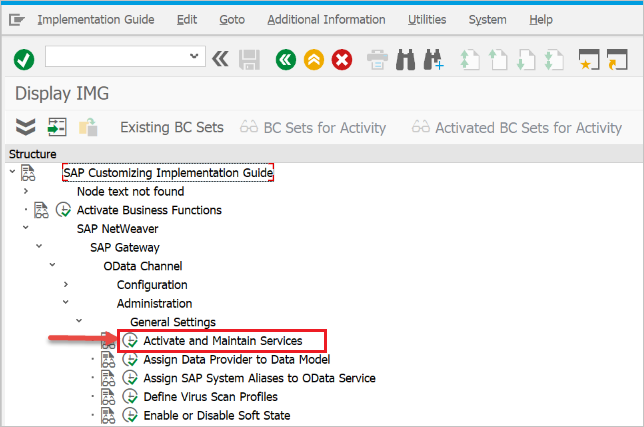 Implementation Guide Edit Goto Additional Information Utilities System Help
Display IMG
Existing BC Sets BC Sets for Activity Activated BC Sets for Activity
Structure
SAP Customizing Implementation Guide
Node text not found
Activate Business Functions
SAP NetWeaver
SAP Gateway
OData Channel
Configuration
Administration
General Settings
Activate and Maintain Services
Assign Data Provider to Data Model
Assign SAP System Aliases to OData Service
Define Virus Scan Profiles
Enable or Disable Soft State